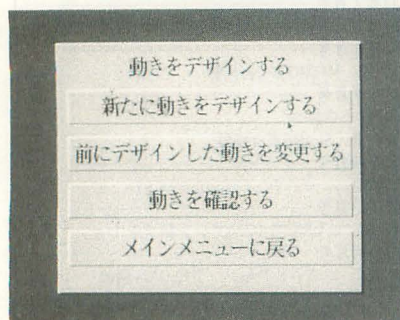 動きをデザインする
新たに動きをデザインする
前にデザインした動きを変更する
動きを確認する
メインメニューに戻る